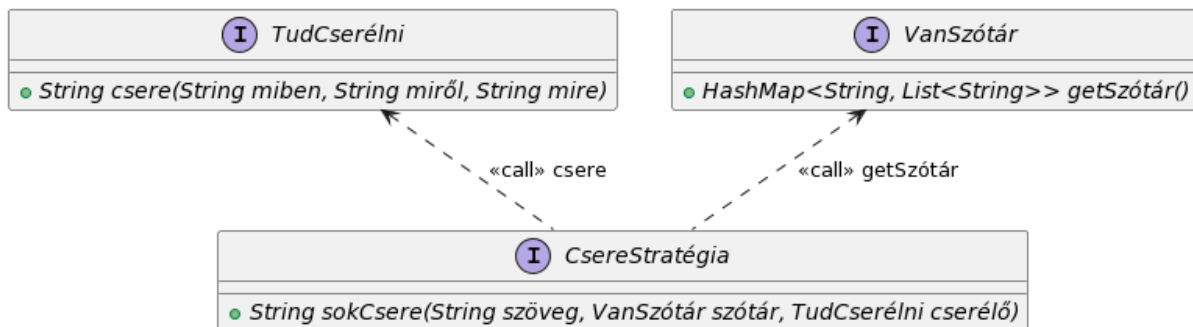 I TudCserélni
String csere(String miben, String miről, String mire)
I VanSzótár
HashMap<String, List<String>> getSzótár()
«call» csere
«call» getSzótár
I CsereStratégia
String sokCsere(String szöveg, VanSzótár szótár, TudCserélni cserélő)